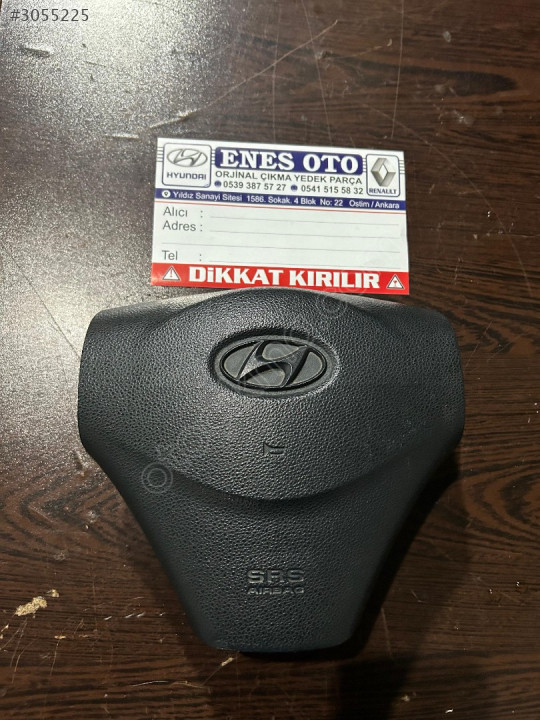 #3055225
ENES OTO
ORJİNAL ÇIKMA YEDEK PARÇA
0539 387 57 27 0541 515 58 32
HYUNDAI
RENAULT
Yıldız Sanayi Sitesi 1586. Sokak. 4 Blok No: 22 Ostim / Ankara
Alıcı :
Adres :
Tel :
DİKKAT KIRILIR
SRS
AIRBAG